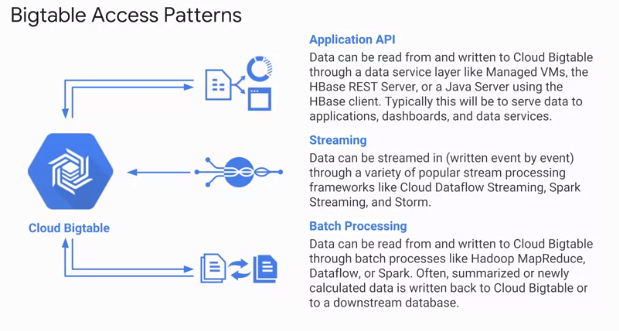 Bigtable Access Patterns
Application API
Data can be read from and written to Cloud Bigtable
through a data service layer like Managed VMs, the
HBase REST Server, or a Java Server using the
HBase client. Typically this will be to serve data to
applications, dashboards, and data services.
Streaming
Data can be streamed in (written event by event)
through a variety of popular stream processing
frameworks like Cloud Dataflow Streaming, Spark
Streaming, and Storm.
Cloud Bigtable
Batch Processing
Data can be read from and written to Cloud Bigtable
through batch processes like Hadoop MapReduce,
Dataflow, or Spark. Often, summarized or newly
calculated data is written back to Cloud Bigtable or
to a downstream database.